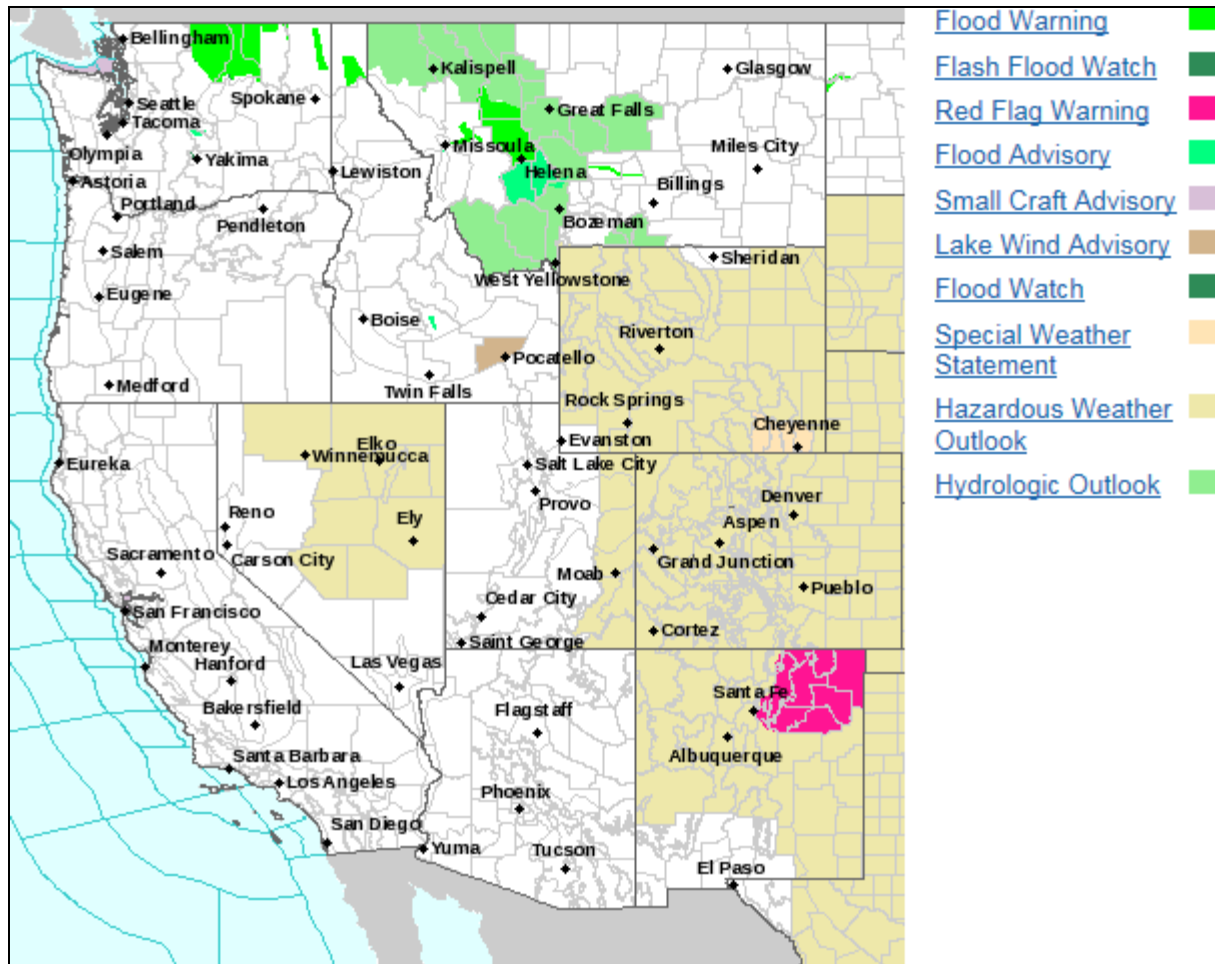 Bellingham
Kalispell
Glasgow
Spokane
Seattle
Great Falls
Tacoma
Olympia
Yakima
Missoula
Miles City
Astoria
Lewiston
Helena
Billings
Portland
Pendleton
Bozeman
Salem
Sheridan
West Yellowstone
Eugene
Boise
Riverton
Pocatello
Medford
Twin Falls
Rock Springs
Cheyenne
Elko
Evanston
Winnemucca
Eureka
Salt Lake City
Denver
Provo
Reno
Ely
Aspen
Sacramento
Carson City
Grand Junction
Moab
Pueblo
San Francisco
Cedar City
Cortez
Monterey
Saint George
Hanford
Las Vegas
Santa Fe
Bakersfield
Flagstaff
Albuquerque
Santa Barbara
Los Angeles
Phoenix
San Diego
Yuma
Tucson
El Paso
Flood Warning
Flash Flood Watch
Red Flag Warning
Flood Advisory
Small Craft Advisory
Lake Wind Advisory
Flood Watch
Special Weather
Statement
Hazardous Weather
Outlook
Hydrologic Outlook